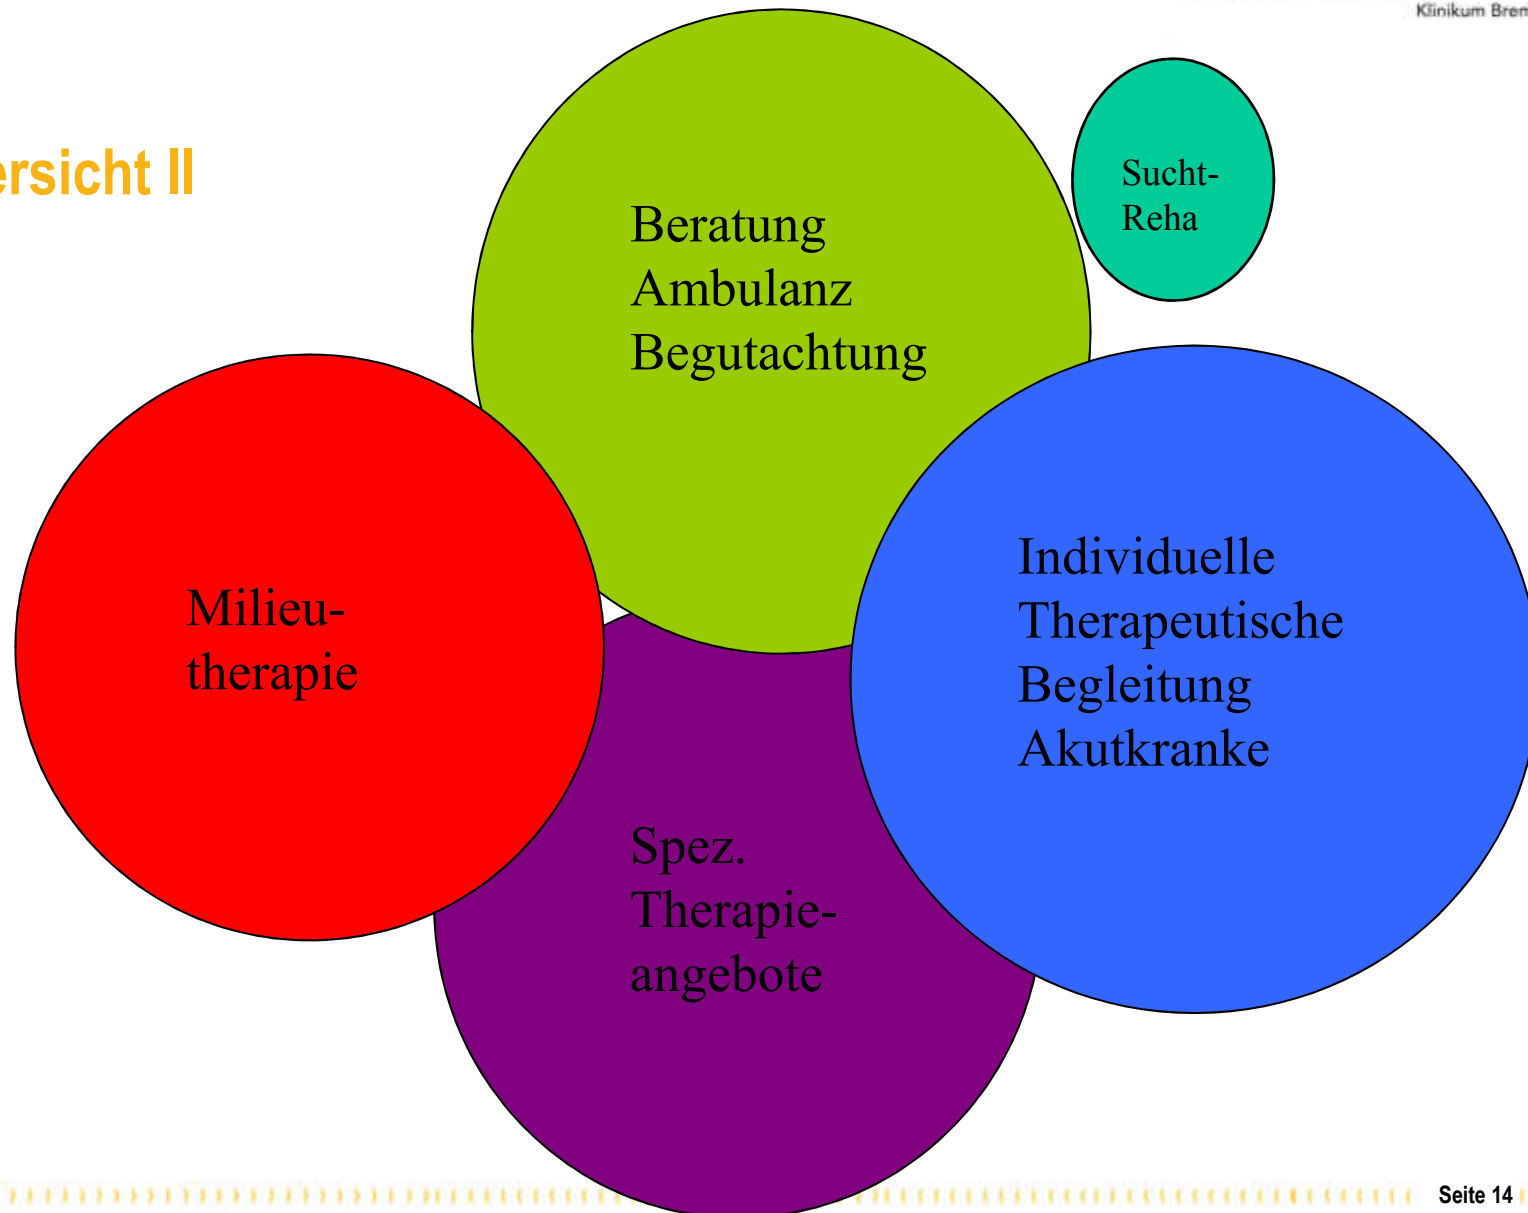 Klinikum Brem
ersicht II
Sucht-
Reha
Beratung
Ambulanz
Begutachtung
Individuelle
Therapeutische
Begleitung
Akutkranke
Milieu-
therapie
Spez.
Therapie-
angebote
Seite 14